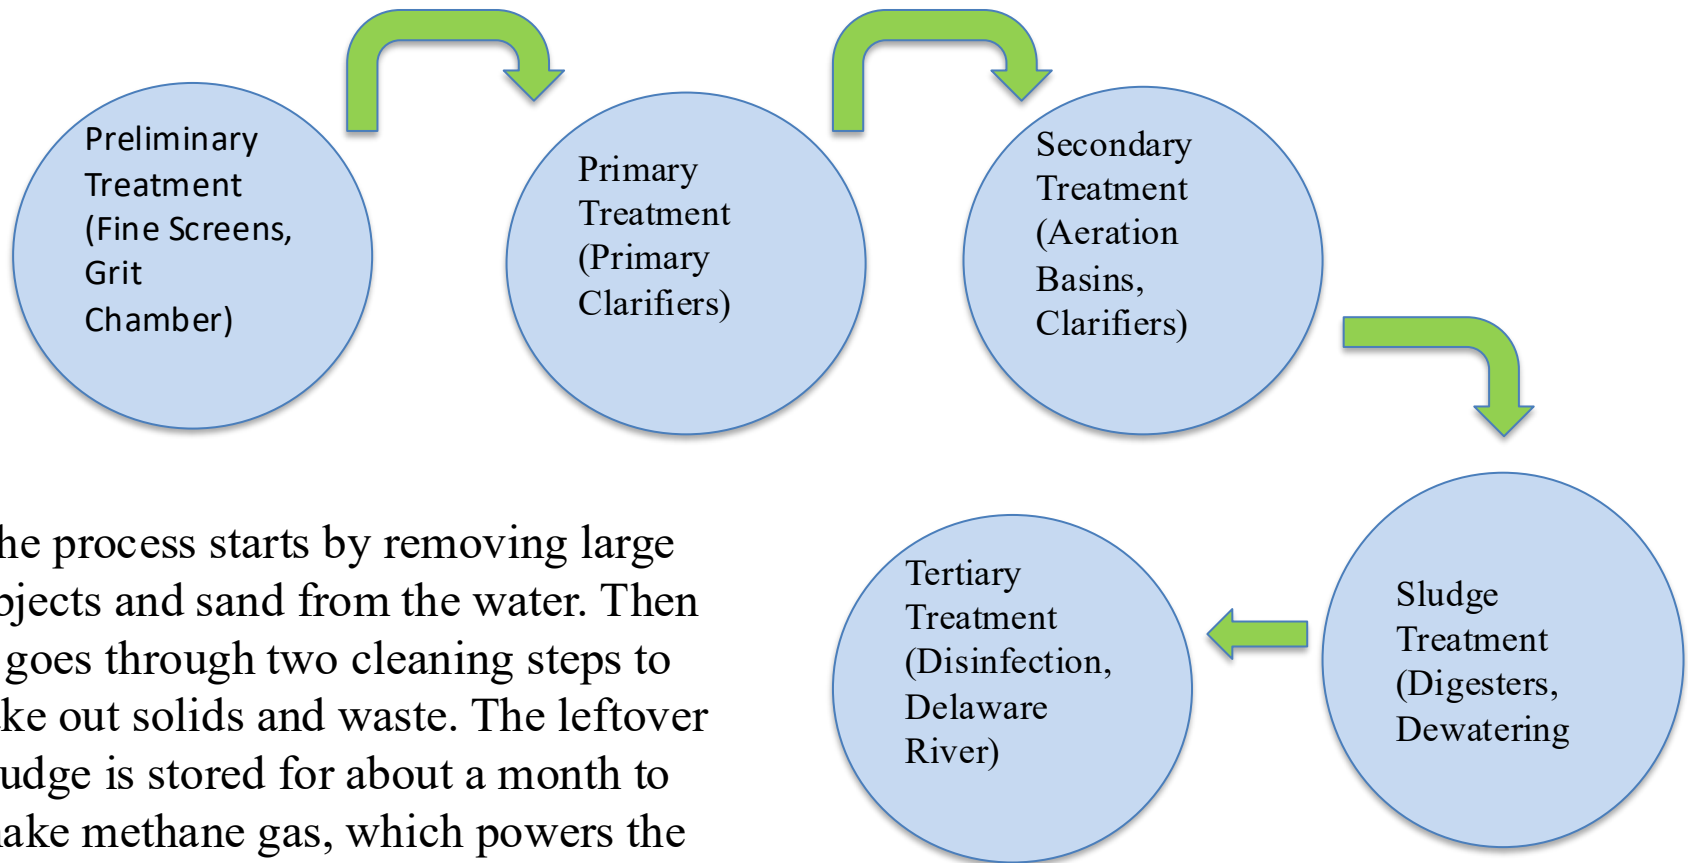 Preliminary
Treatment
(Fine Screens,
Grit
Chamber)
Primary
Treatment
(Primary
Clarifiers)
Secondary
Treatment
(Aeration
Basins,
Clarifiers)
Sludge
Treatment
(Digesters,
Dewatering
Tertiary
Treatment
(Disinfection,
Delaware
River)
he process starts by removing large
bjects and sand from the water. Then
goes through two cleaning steps to
ke out solids and waste. The leftover
udge is stored for about a month to
ake methane gas, which powers the